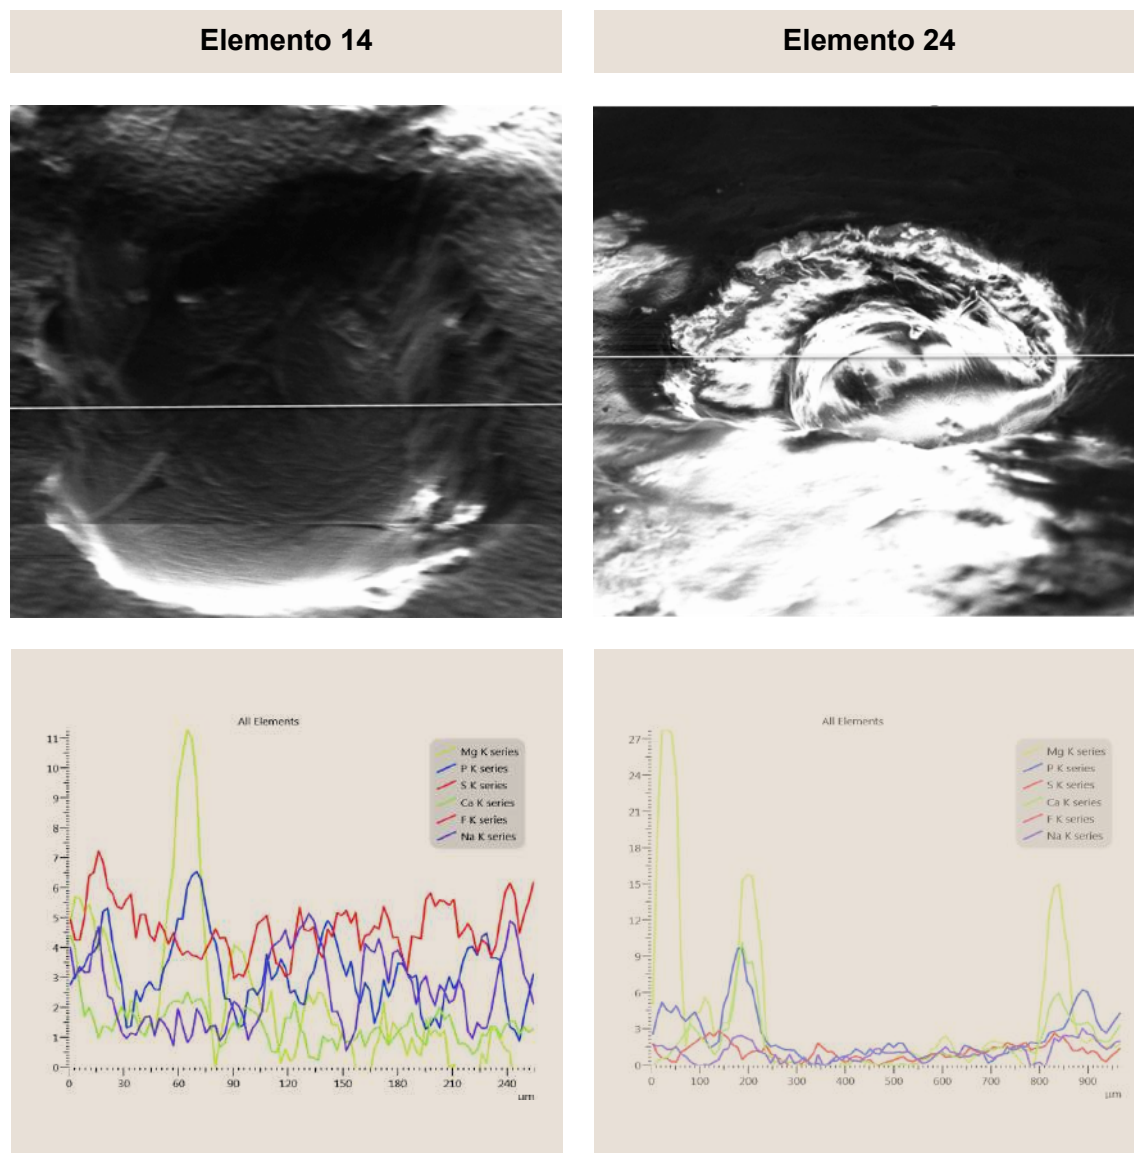 Elemento 14
Elemento 24
All Elements
11
10
9
8
7
6
5
4
3
2
1
0
Mg K series
P K series
S K series
Ca K series
F K series
Na K series
0 30 60 90 120 150 180 210 240
µm
All Elements
27
24
21
18
15
12
9
6
3
0
Mg K series
P K series
S K series
Ca K series
F K series
Na K series
0 100 200 300 400 500 600 700 800 900
µm